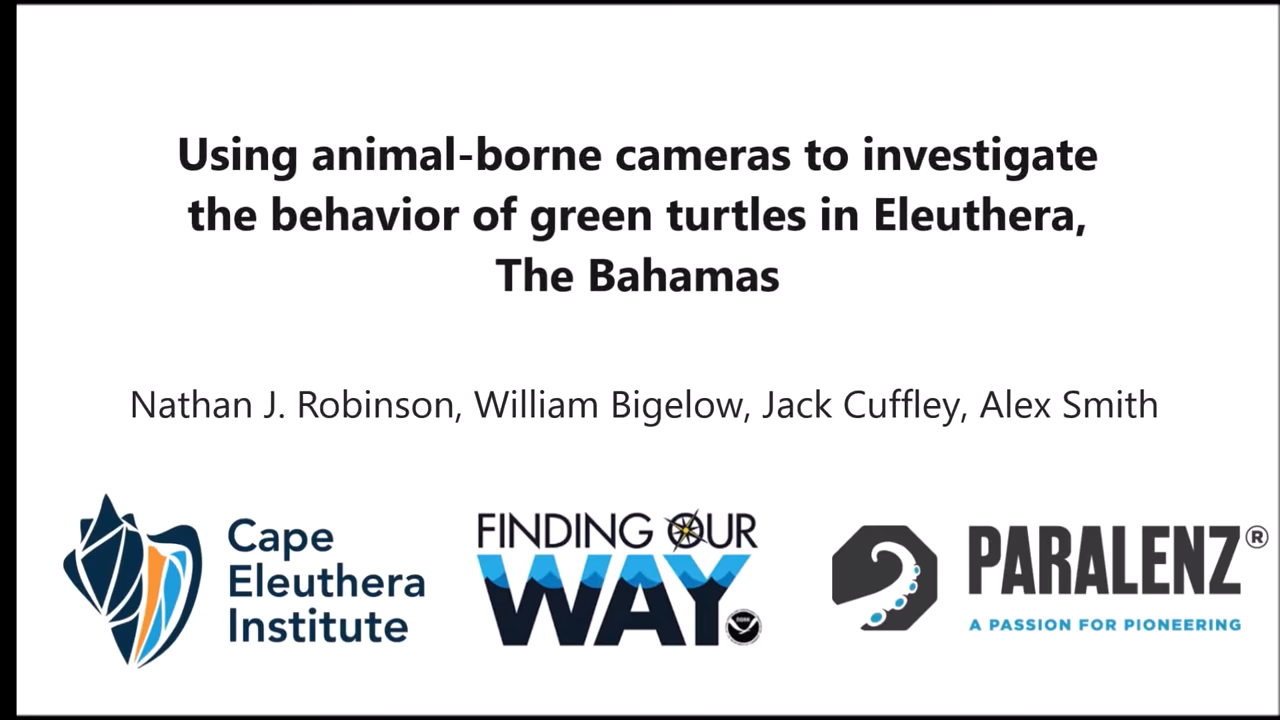 Using animal-borne cameras to investigate
the behavior of green turtles in Eleuthera,
The Bahamas
Nathan J. Robinson, William Bigelow, Jack Cuffley, Alex Smith
Cape
Eleuthera
Institute
FINDING OUR
WAY
PARALENZ®
A PASSION FOR PIONEERING